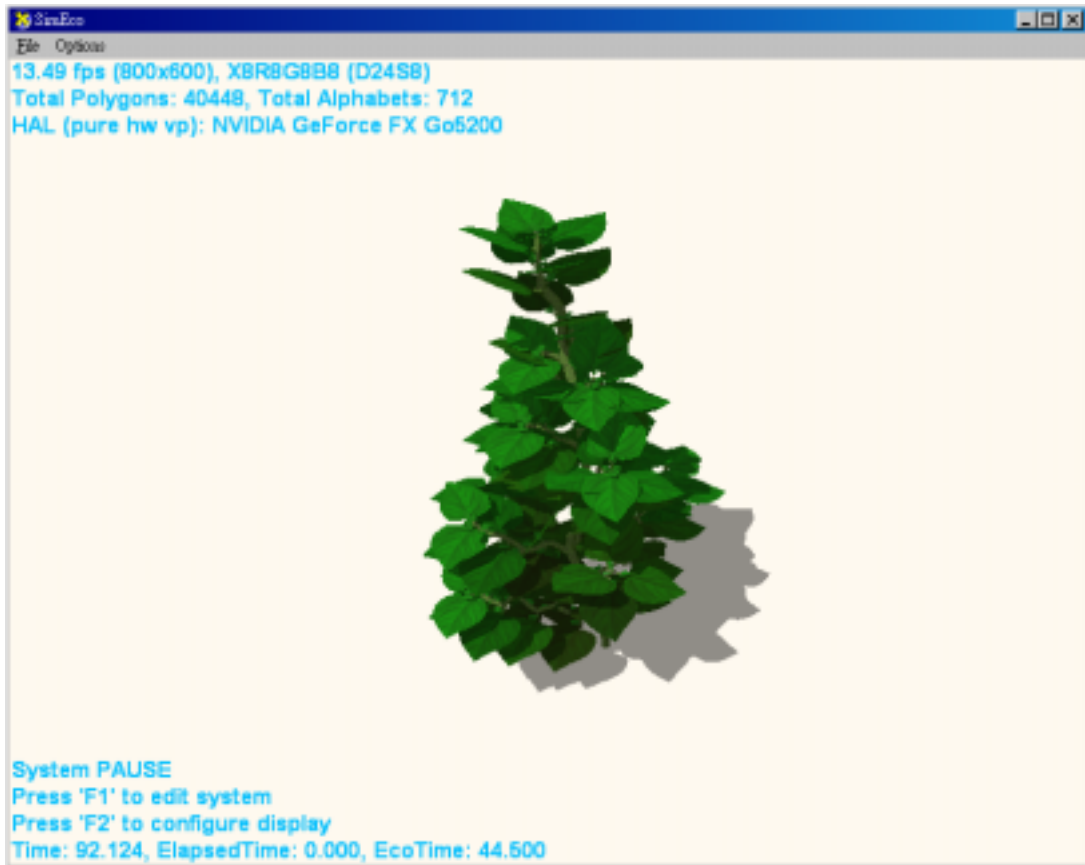 SimEco
File Options
13.49 fps (800x600), X8R8G8B8 (D24S8)
Total Polygons: 40448, Total Alphabets: 712
HAL (pure hw vp): NVIDIA GeForce FX Go5200
System PAUSE
Press 'F1' to edit system
Press 'F2' to configure display
Time: 92.124, ElapsedTime: 0.000, EcoTime: 44.500